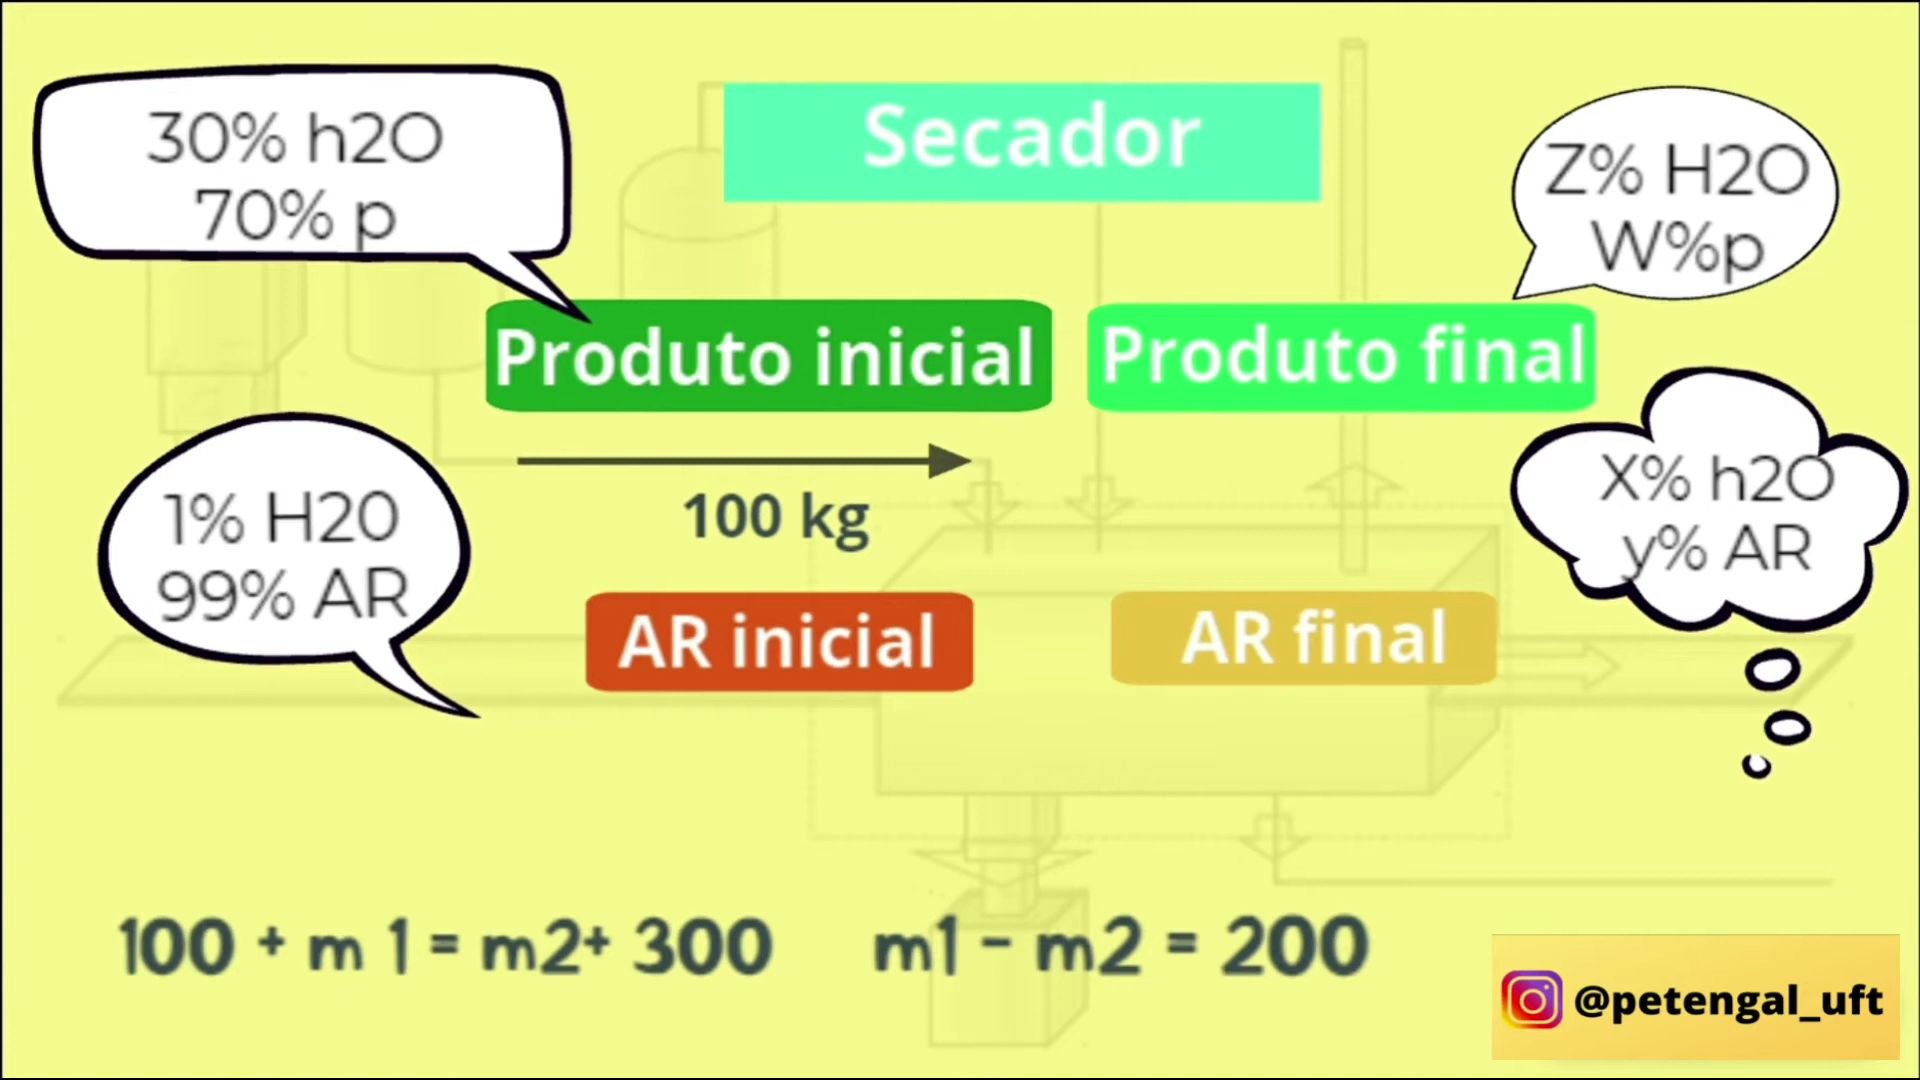 Secador
30% h2O
70% p
Z% H2O
W%p
Produto inicial
Produto final
100 kg
1% H20
99% AR
X% h2O
y% AR
AR inicial
AR final
100 + m 1 = m2+ 300
m1 - m2 = 200
@petengal_uft